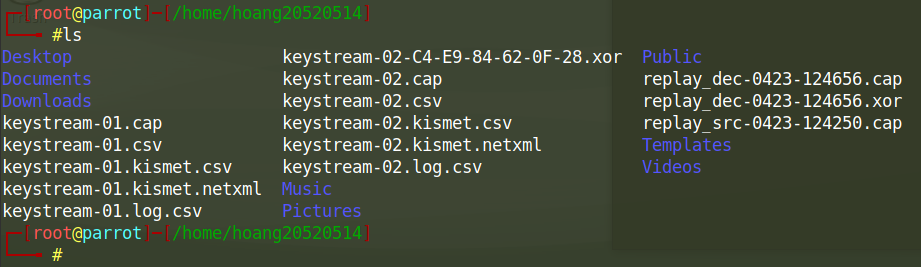 [root@parrot]─[/home/hoang20520514]
#ls
Desktop keystream-02-C4-E9-84-62-0F-28.xor Public
Documents keystream-02.cap replay_dec-0423-124656.cap
Downloads keystream-02.csv replay_dec-0423-124656.xor
keystream-01.cap keystream-02.kismet.csv replay_src-0423-124250.cap
keystream-01.csv keystream-02.kismet.netxml Templates
keystream-01.kismet.csv keystream-02.log.csv Videos
keystream-01.kismet.netxml Music
keystream-01.log.csv Pictures
[root@parrot]─[/home/hoang20520514]
#